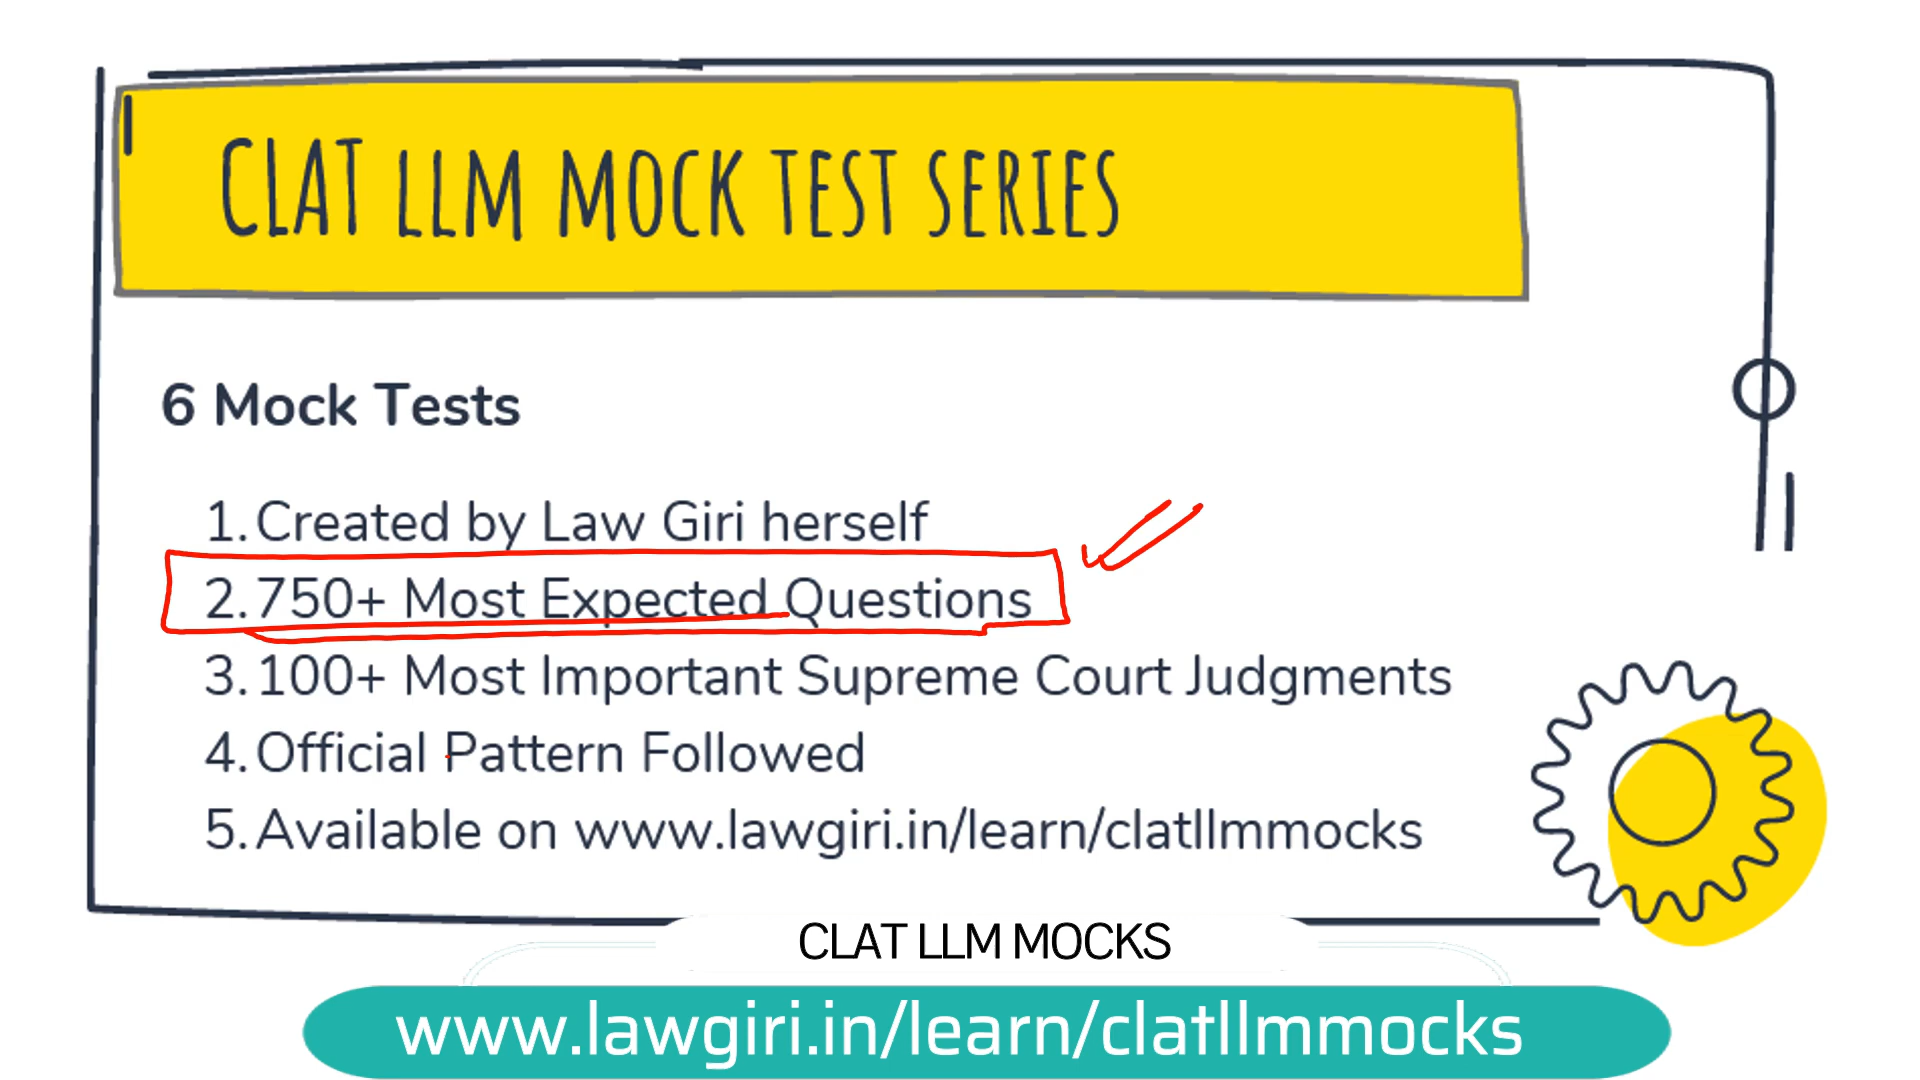 CLAT LLM MOCK TEST SERIES
6 Mock Tests
1. Created by Law Giri herself
2. 750+ Most Expected Questions
3. 100+ Most Important Supreme Court Judgments
4. Official Pattern Followed
5. Available on www.lawgiri.in/learn/clatllmmocks
CLAT LLM MOCKS
www.lawgiri.in/learn/clatllmmocks